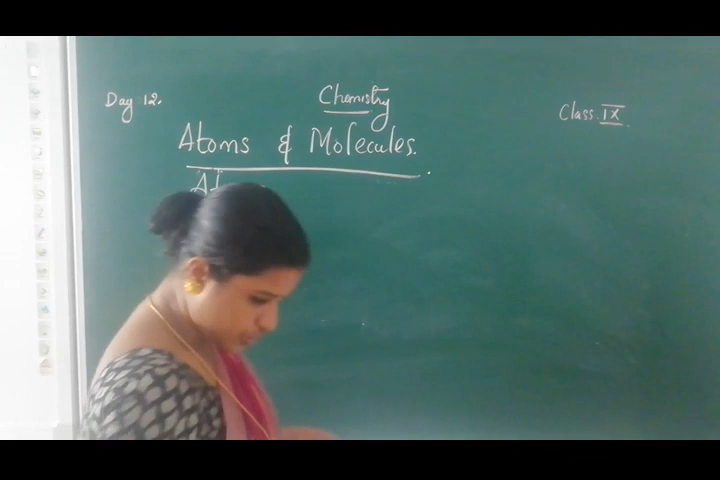 Day 12.
Chemistry
Class IX.
Atoms & Molecules.